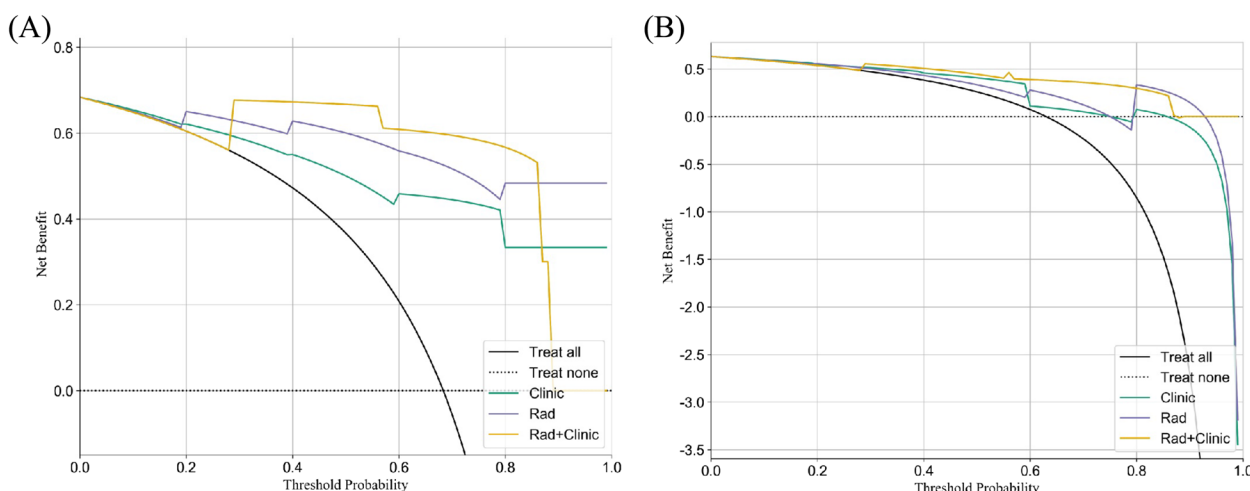 (A)
0.8
0.6
0.4
0.2
0.0
Net Benefit
0.0 0.2 0.4 0.6 0.8 1.0
Threshold Probability
Treat all
Treat none
Clinic
Rad
Rad+Clinic
(B)
0.5
0.0
-0.5
-1.0
-1.5
-2.0
-2.5
-3.0
-3.5
Net Benefit
0.0 0.2 0.4 0.6 0.8 1.0
Threshold Probability
Treat all
Treat none
Clinic
Rad
Rad+Clinic